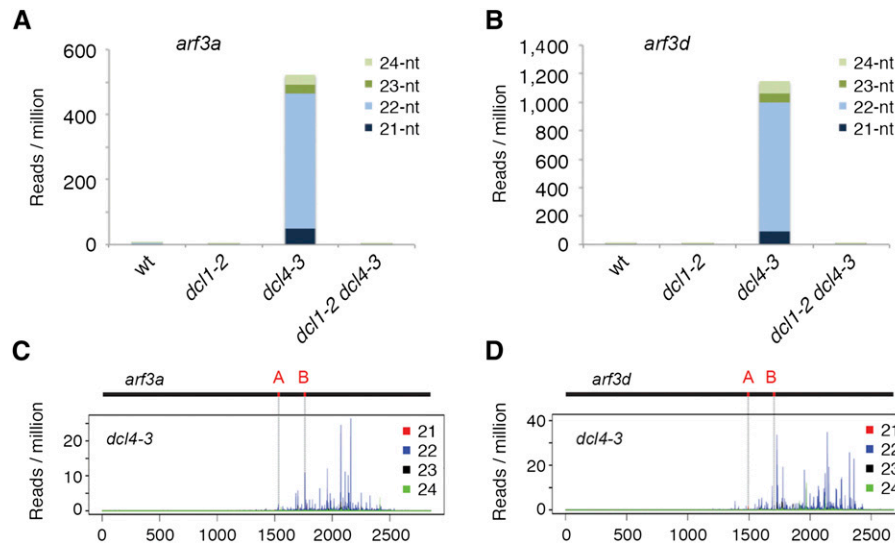 A
arf3a
Reads / million
600
400
200
0
24-nt
23-nt
22-nt
21-nt
wt
dcl1-2
dcl4-3
dcl1-2 dcl4-3
B
arf3d
Reads / million
1,400
1,200
1,000
800
600
400
200
0
24-nt
23-nt
22-nt
21-nt
wt
dcl1-2
dcl4-3
dcl1-2 dcl4-3
C
arf3a
A B
dcl4-3
Reads / million
20
10
0
21
22
23
24
0 500 1000 1500 2000 2500
D
arf3d
A B
dcl4-3
Reads / million
40
20
0
21
22
23
24
0 500 1000 1500 2000 2500